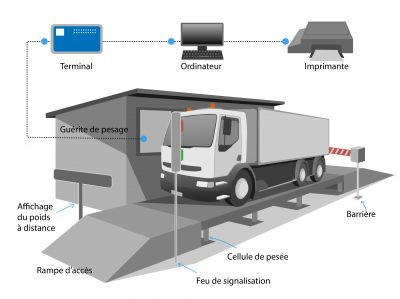 Terminal
Ordinateur
Imprimante
Guérite de pesage
Affichage
du poids
à distance
Barrière
Cellule de pesée
Rampe d'accès
Feu de signalisation